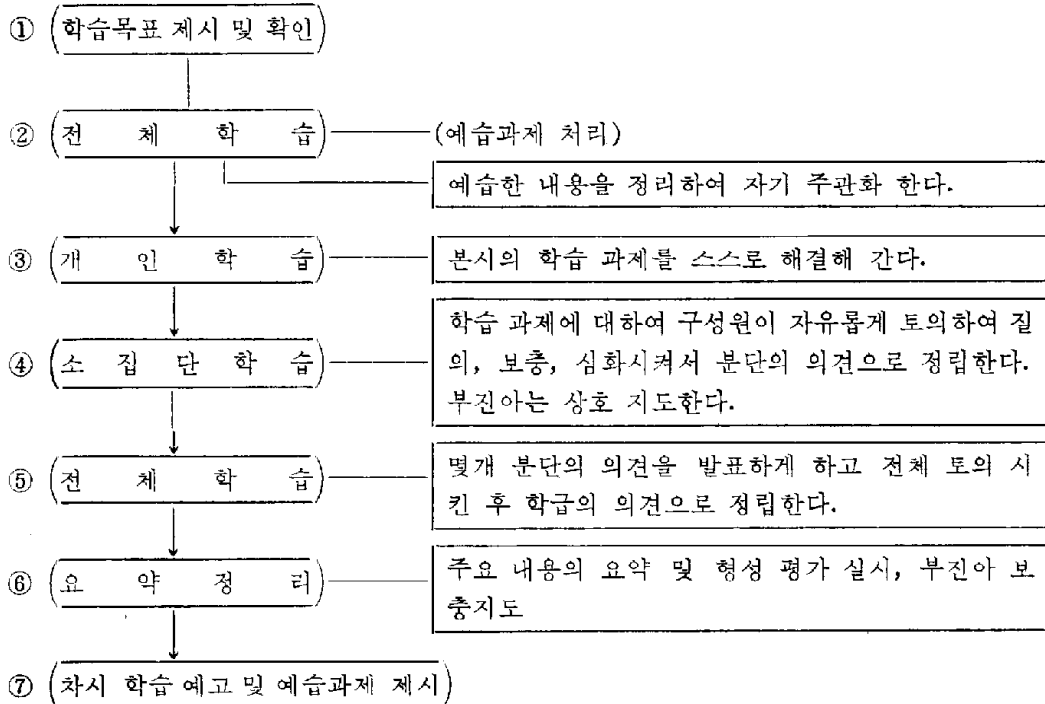 ① (학습목표 제시 및 확인)
② (전 체 학 습) (예습과제 처리)
예습한 내용을 정리하여 자기 주관화 한다.
③ (개 인 학 습) 본시의 학습 과제를 스스로 해결해 간다.
④ (소 집 단 학 습) 학습 과제에 대하여 구성원이 자유롭게 토의하여 질
의, 보충, 심화시켜서 분단의 의견으로 정립한다.
부진아는 상호 지도한다.
⑤ (전 체 학 습) 몇개 분단의 의견을 발표하게 하고 전체 토의 시
킨 후 학급의 의견으로 정립한다.
⑥ (요 약 정 리) 주요 내용의 요약 및 형성 평가 실시, 부진아 보
충지도
⑦ (차시 학습 예고 및 예습과제 제시)